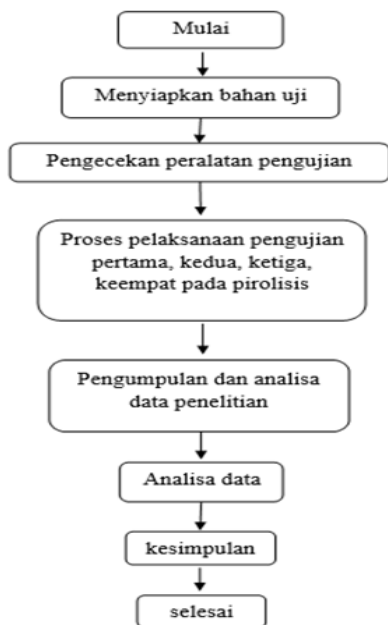 Mulai
Menyiapkan bahan uji
Pengecekan peralatan pengujian
Proses pelaksanaan pengujian
pertama, kedua, ketiga,
keempat pada pirolisis
Pengumpulan dan analisa
data penelitian
Analisa data
kesimpulan
selesai